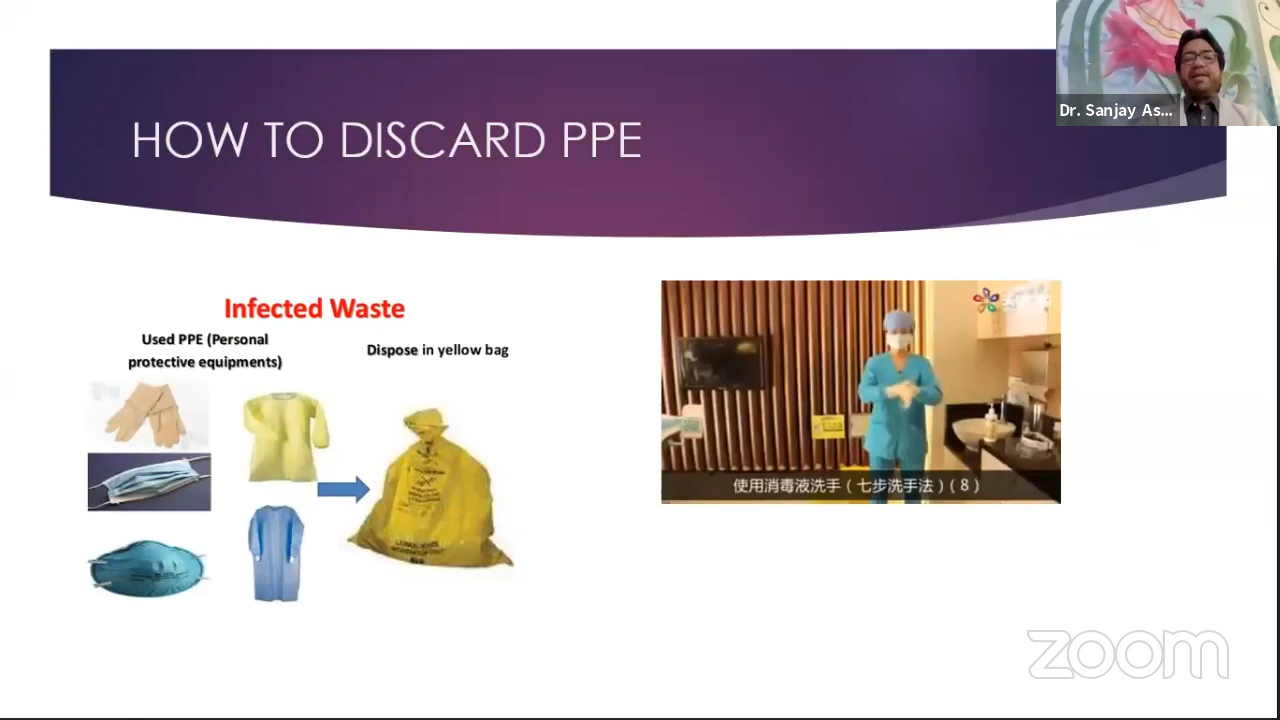 Dr. Sanjay As...
HOW TO DISCARD PPE
Infected Waste
Used PPE (Personal
protective equipments)
Dispose in yellow bag
使用消毒液洗手（七步洗手法）（8）
zoom